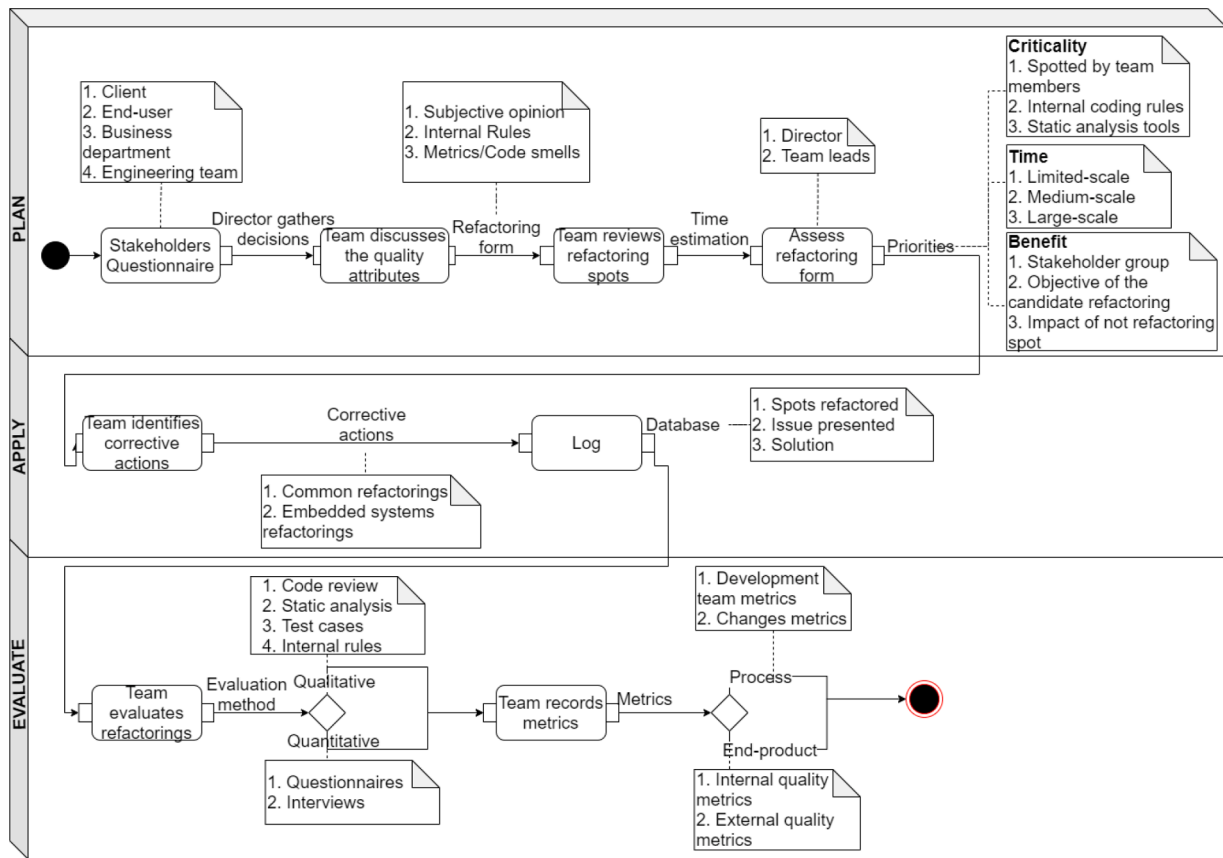 PLAN
1. Client
2. End-user
3. Business
department
4. Engineering team
Stakeholders
Questionnaire
Director gathers
decisions
Team discusses
the quality
attributes
1. Subjective opinion
2. Internal Rules
3. Metrics/Code smells
Refactoring
form
Team reviews
refactoring
spots
Time
estimation
1. Director
2. Team leads
Assess
refactoring
form
Priorities
Criticality
1. Spotted by team
members
2. Internal coding rules
3. Static analysis tools
Time
1. Limited-scale
2. Medium-scale
3. Large-scale
Benefit
1. Stakeholder group
2. Objective of the
candidate refactoring
3. Impact of not refactoring
spot
APPLY
Team identifies
corrective
actions
Corrective
actions
1. Common refactorings
2. Embedded systems
refactorings
Log
Database
1. Spots refactored
2. Issue presented
3. Solution
EVALUATE
Team
evaluates
refactorings
Evaluation
method
1. Code review
2. Static analysis
3. Test cases
4. Internal rules
Qualitative
Quantitative
1. Questionnaires
2. Interviews
Team records
metrics
Metrics
1. Development
team metrics
2. Changes metrics
Process
End-product
1. Internal quality
metrics
2. External quality
metrics